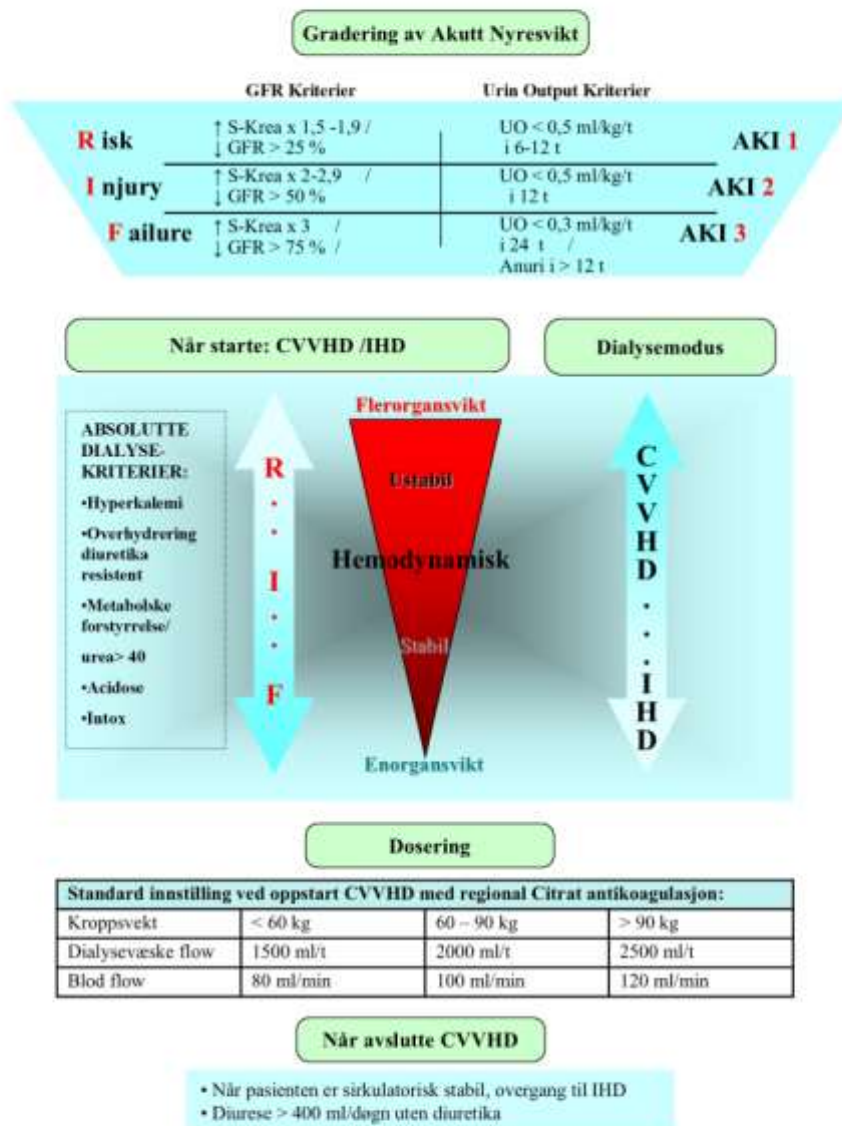 Gradering av Akutt Nyresvikt
GFR Kriterier
Urin Output Kriterier
R isk
↑ S-Krea x 1,5 -1,9 /
↓ GFR > 25 %
UO < 0,5 ml/kg/t
i 6-12 t
AKI 1
I njury
↑ S-Krea x 2-2,9 /
↓ GFR > 50 %
UO < 0,5 ml/kg/t
i 12 t
AKI 2
F ailure
↑ S-Krea x 3 /
↓ GFR > 75 % /
UO < 0,3 ml/kg/t
i 24 t /
Anuri i > 12 t
AKI 3
Når starte: CVVHD /IHD
Dialysemodus
ABSOLUTTE
DIALYSE-
KRITERIER:
•Hyperkalemi
•Overhydrering
diuretika
resistent
•Metabolske
forstyrrelse/
urea> 40
•Acidose
•Intox
R . . I . . F
Flerorgansvikt
Ustabil
Hemodynamisk
Stabil
Enorgansvikt
CVVHD . . . IHD
Dosering
Standard innstilling ved oppstart CVVHD med regional Citrat antikoagulasjon:
Kroppsvekt < 60 kg 60 – 90 kg > 90 kg
Dialysevæske flow 1500 ml/t 2000 ml/t 2500 ml/t
Blod flow 80 ml/min 100 ml/min 120 ml/min
Når avslutte CVVHD
• Når pasienten er sirkulatorisk stabil, overgang til IHD
• Diurese > 400 ml/døgn uten diuretika